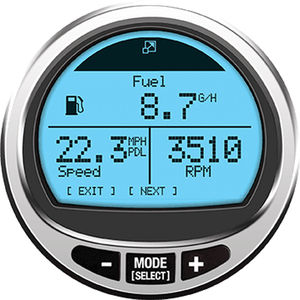 Fuel
8.7 G/H
22.3 MPH PDL 3510
Speed RPM
[ EXIT ] [ NEXT ]
- MODE +
[SELECT]